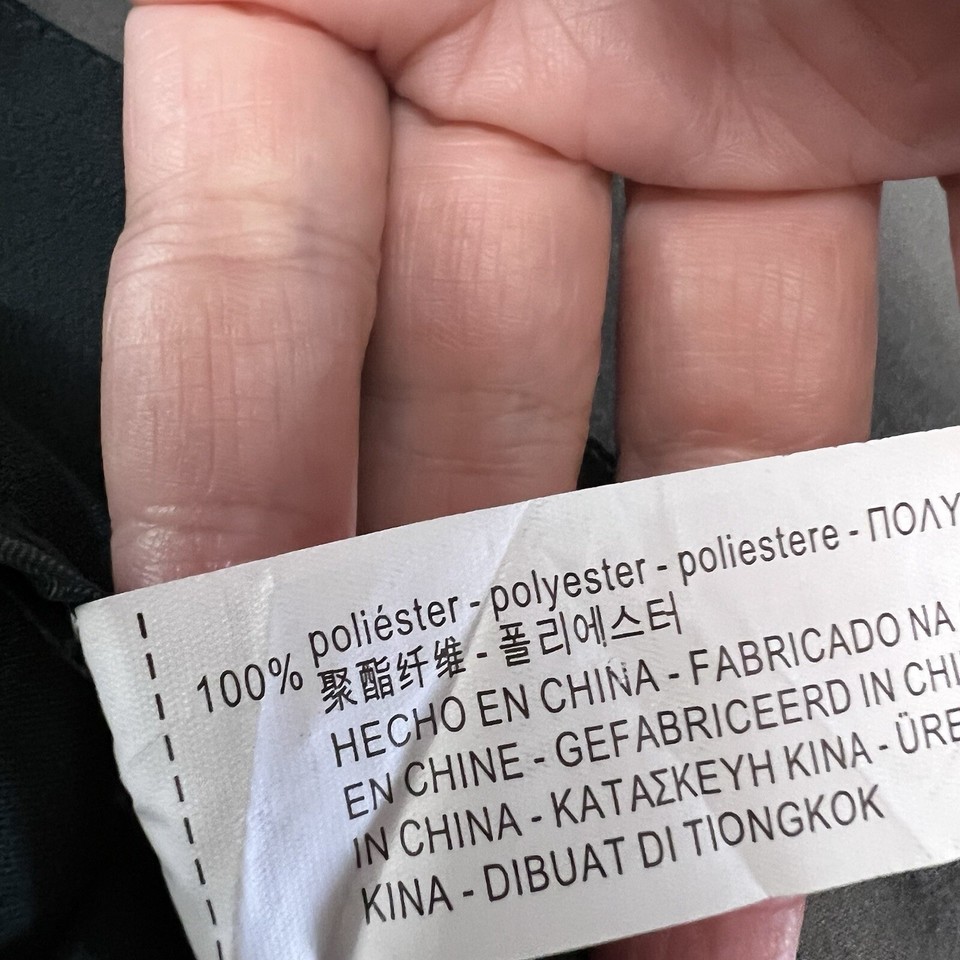 100% poliéster - polyester - poliestere - ΠΟΛΥ
聚酯纤维 - 폴리에스터
HECHO EN CHINA - FABRICADO NA
EN CHINE - GEFABRICEERD IN CHI
IN CHINA - ΚΑΤΑΣΚΕΥΗ ΚΙΝΑ - ÜRE
KINA - DIBUAT DI TIONGKOK